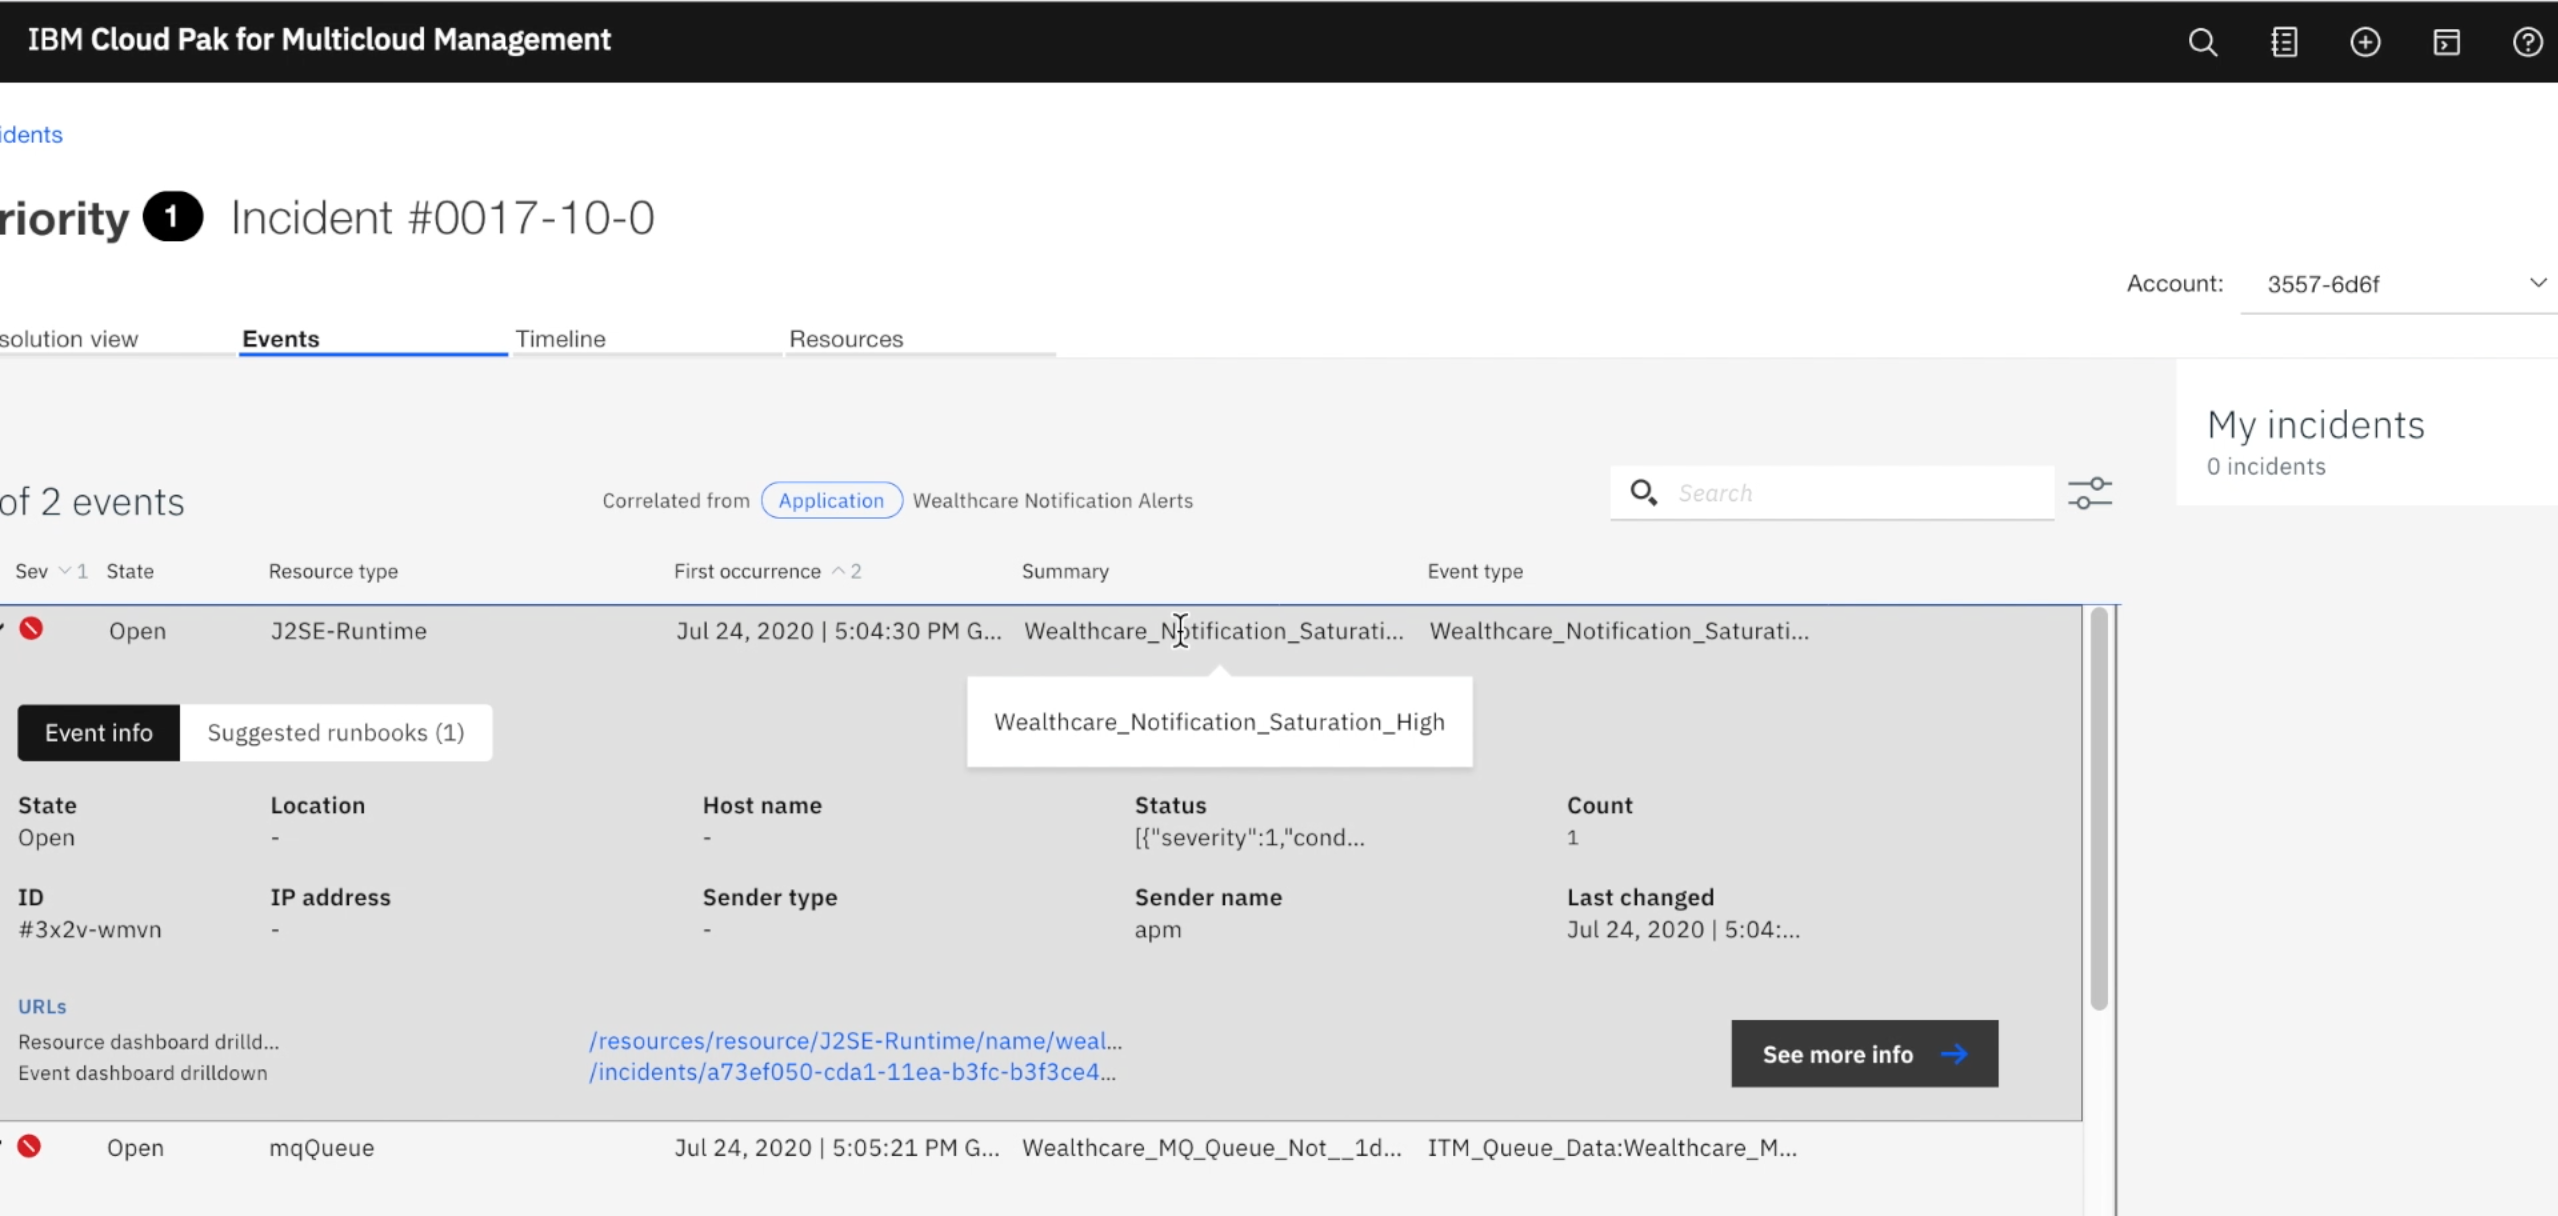 IBM Cloud Pak for Multicloud Management
idents
riority 1 Incident #0017-10-0
Account: 3557-6d6f
solution view Events Timeline Resources
My incidents
0 incidents
of 2 events Correlated from Application Wealthcare Notification Alerts Search
Sev 1 State Resource type First occurrence 2 Summary Event type
Open J2SE-Runtime Jul 24, 2020 | 5:04:30 PM G... Wealthcare_Notification_Saturati... Wealthcare_Notification_Saturati...
Wealthcare_Notification_Saturation_High
Event info Suggested runbooks (1)
State Location Host name Status Count
Open - - [{"severity":1,"cond... 1
ID IP address Sender type Sender name Last changed
#3x2v-wmvn - - apm Jul 24, 2020 | 5:04:...
URLs
Resource dashboard drilld... /resources/resource/J2SE-Runtime/name/weal...
Event dashboard drilldown /incidents/a73ef050-cda1-11ea-b3fc-b3f3ce4...
See more info
Open mqQueue Jul 24, 2020 | 5:05:21 PM G... Wealthcare_MQ_Queue_Not__1d... ITM_Queue_Data:Wealthcare_M...